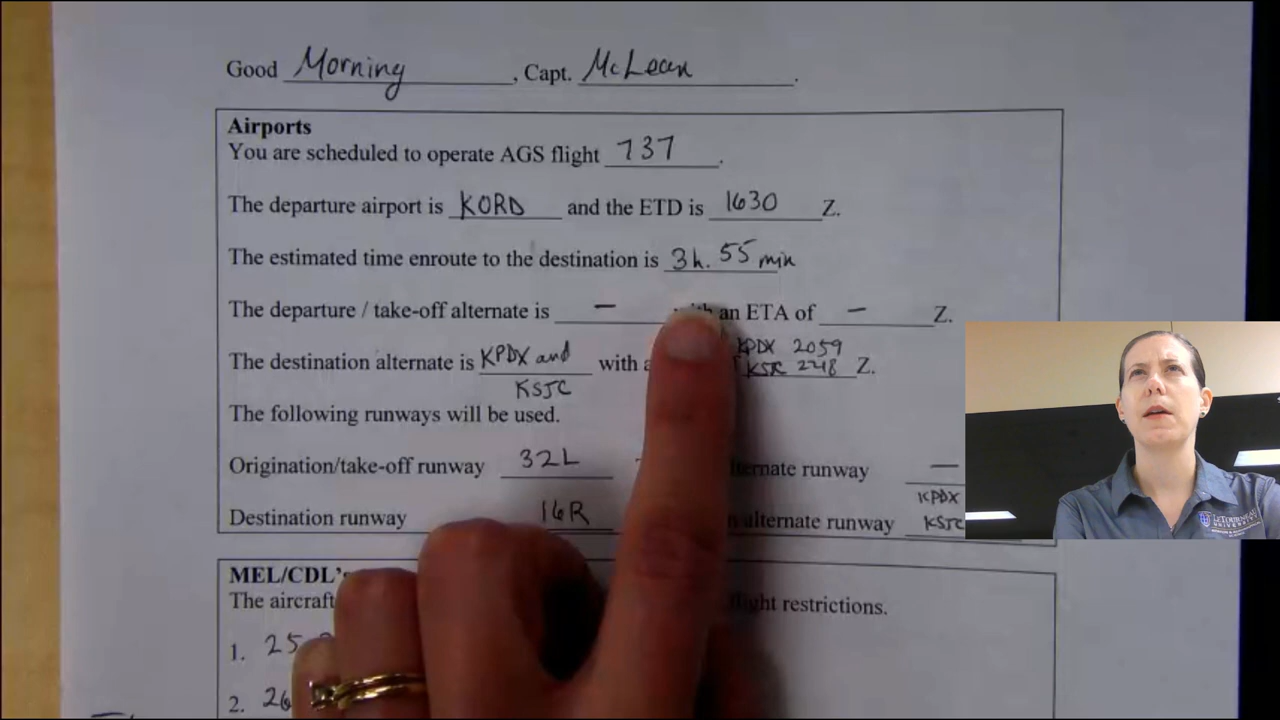 Good Morning, Capt. McLean.
Airports
You are scheduled to operate AGS flight 737.
The departure airport is KORD and the ETD is 1630 Z.
The estimated time enroute to the destination is 3h. 55 min
The departure / take-off alternate is — an ETA of — Z.
KPDX 2059
The destination alternate is KPDX and with KSJC Z.
KSJC
The following runways will be used.
Origination/take-off runway 32L runway —
KPDX
Destination runway 16R alternate runway KSJC
MEL/CDL's
The flight restrictions.
1. 25
2. 26
LETOURNEAU
UNIVERSITY